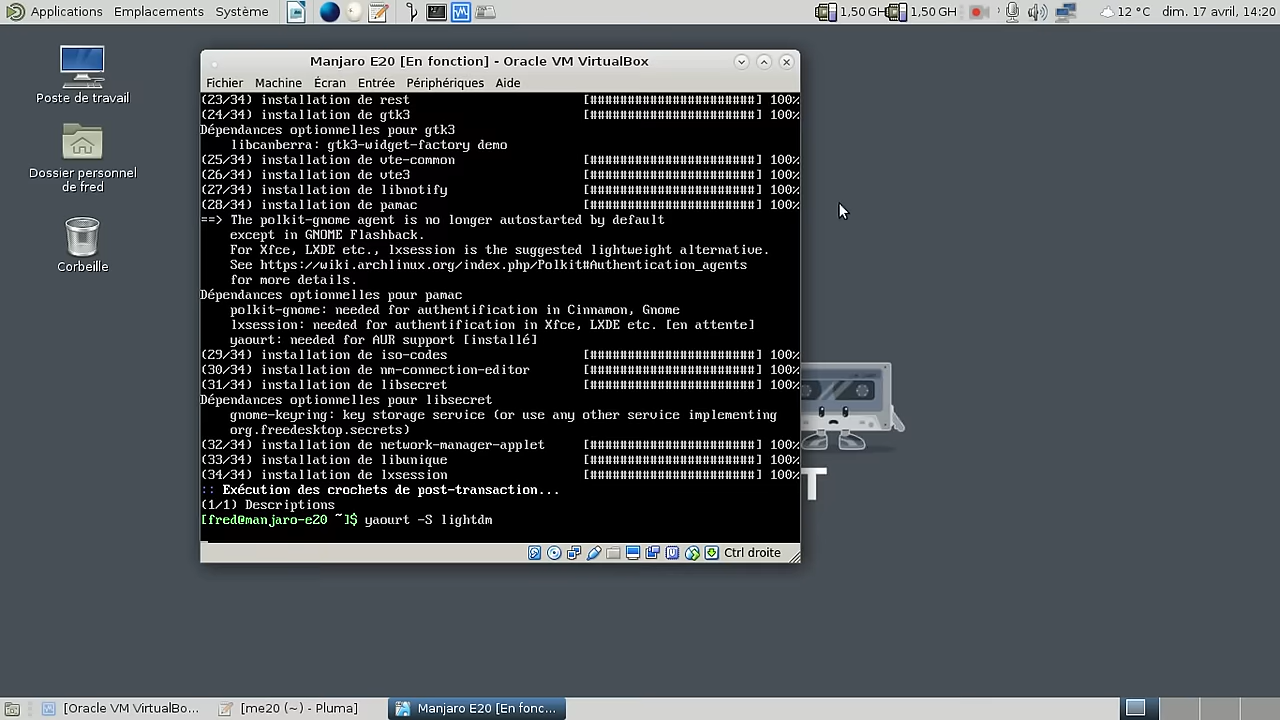 Applications Emplacements Système 1,50 GH 1,50 GH 12 °C dim. 17 avril, 14:20
Poste de travail
Dossier personnel
de fred
Corbeille
Manjaro E20 [En fonction] - Oracle VM VirtualBox
Fichier Machine Écran Entrée Périphériques Aide
(23/34) installation de rest [######################] 100%
(24/34) installation de gtk3 [######################] 100%
Dépendances optionnelles pour gtk3
libcanberra: gtk3-widget-factory demo
(25/34) installation de vte-common [######################] 100%
(26/34) installation de vte3 [######################] 100%
(27/34) installation de libnotify [######################] 100%
(28/34) installation de pamac [######################] 100%
==> The polkit-gnome agent is no longer autostarted by default
except in GNOME Flashback.
For Xfce, LXDE etc., lxsession is the suggested lightweight alternative.
See https://wiki.archlinux.org/index.php/Polkit#Authentication_agents
for more details.
Dépendances optionnelles pour pamac
polkit-gnome: needed for authentification in Cinnamon, Gnome
lxsession: needed for authentification in Xfce, LXDE etc. [en attente]
yaourt: needed for AUR support [installé]
(29/34) installation de iso-codes [######################] 100%
(30/34) installation de nm-connection-editor [######################] 100%
(31/34) installation de libsecret [######################] 100%
Dépendances optionnelles pour libsecret
gnome-keyring: key storage service (or use any other service implementing
org.freedesktop.secrets)
(32/34) installation de network-manager-applet [######################] 100%
(33/34) installation de libunique [######################] 100%
(34/34) installation de lxsession [######################] 100%
:: Exécution des crochets de post-transaction...
(1/1) Descriptions
[fred@manjaro-e20 ~]$ yaourt -S lightdm
T
Ctrl droite
[Oracle VM VirtualBo... [me20 (~) - Pluma] Manjaro E20 [En fonc...